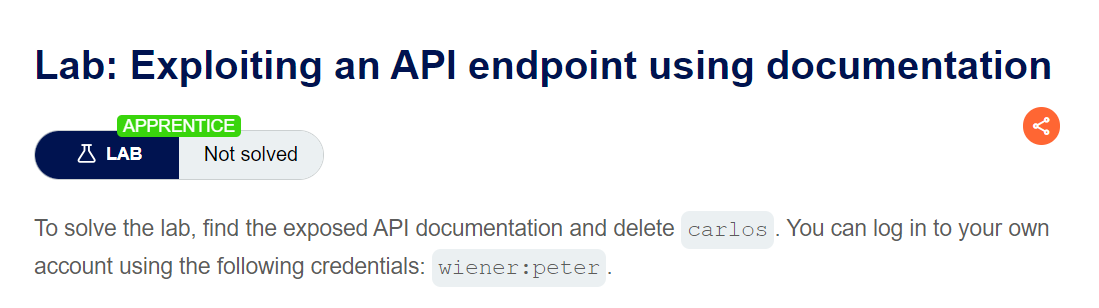 Lab: Exploiting an API endpoint using documentation
APPRENTICE
LAB
Not solved
To solve the lab, find the exposed API documentation and delete carlos. You can log in to your own
account using the following credentials: wiener:peter.